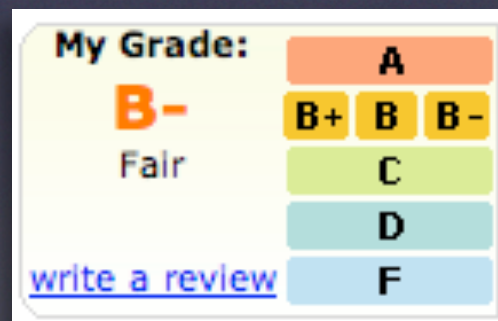 My Grade:
B-
Fair
write a review
A
B+ B B-
C
D
F